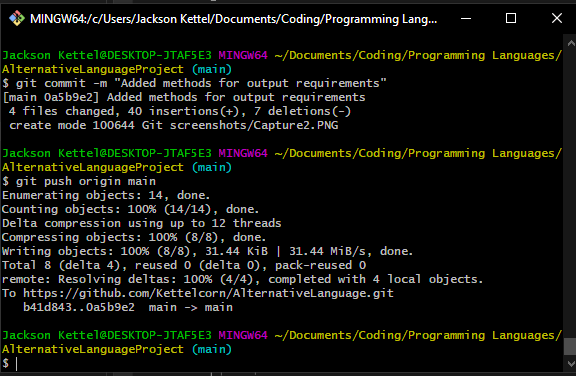 MINGW64:/c/Users/Jackson Kettel/Documents/Coding/Programming Lang...
Jackson Kettel@DESKTOP-JTAF5E3 MINGW64 ~/Documents/Coding/Programming Languages/
AlternativeLanguageProject (main)
$ git commit -m "Added methods for output requirements"
[main 0a5b9e2] Added methods for output requirements
 4 files changed, 40 insertions(+), 7 deletions(-)
 create mode 100644 Git screenshots/Capture2.PNG
Jackson Kettel@DESKTOP-JTAF5E3 MINGW64 ~/Documents/Coding/Programming Languages/
AlternativeLanguageProject (main)
$ git push origin main
Enumerating objects: 14, done.
Counting objects: 100% (14/14), done.
Delta compression using up to 12 threads
Compressing objects: 100% (8/8), done.
Writing objects: 100% (8/8), 31.44 KiB | 31.44 MiB/s, done.
Total 8 (delta 4), reused 0 (delta 0), pack-reused 0
remote: Resolving deltas: 100% (4/4), completed with 4 local objects.
To https://github.com/Kettelcorn/AlternativeLanguage.git
   b41d843..0a5b9e2  main -> main
Jackson Kettel@DESKTOP-JTAF5E3 MINGW64 ~/Documents/Coding/Programming Languages/
AlternativeLanguageProject (main)
$